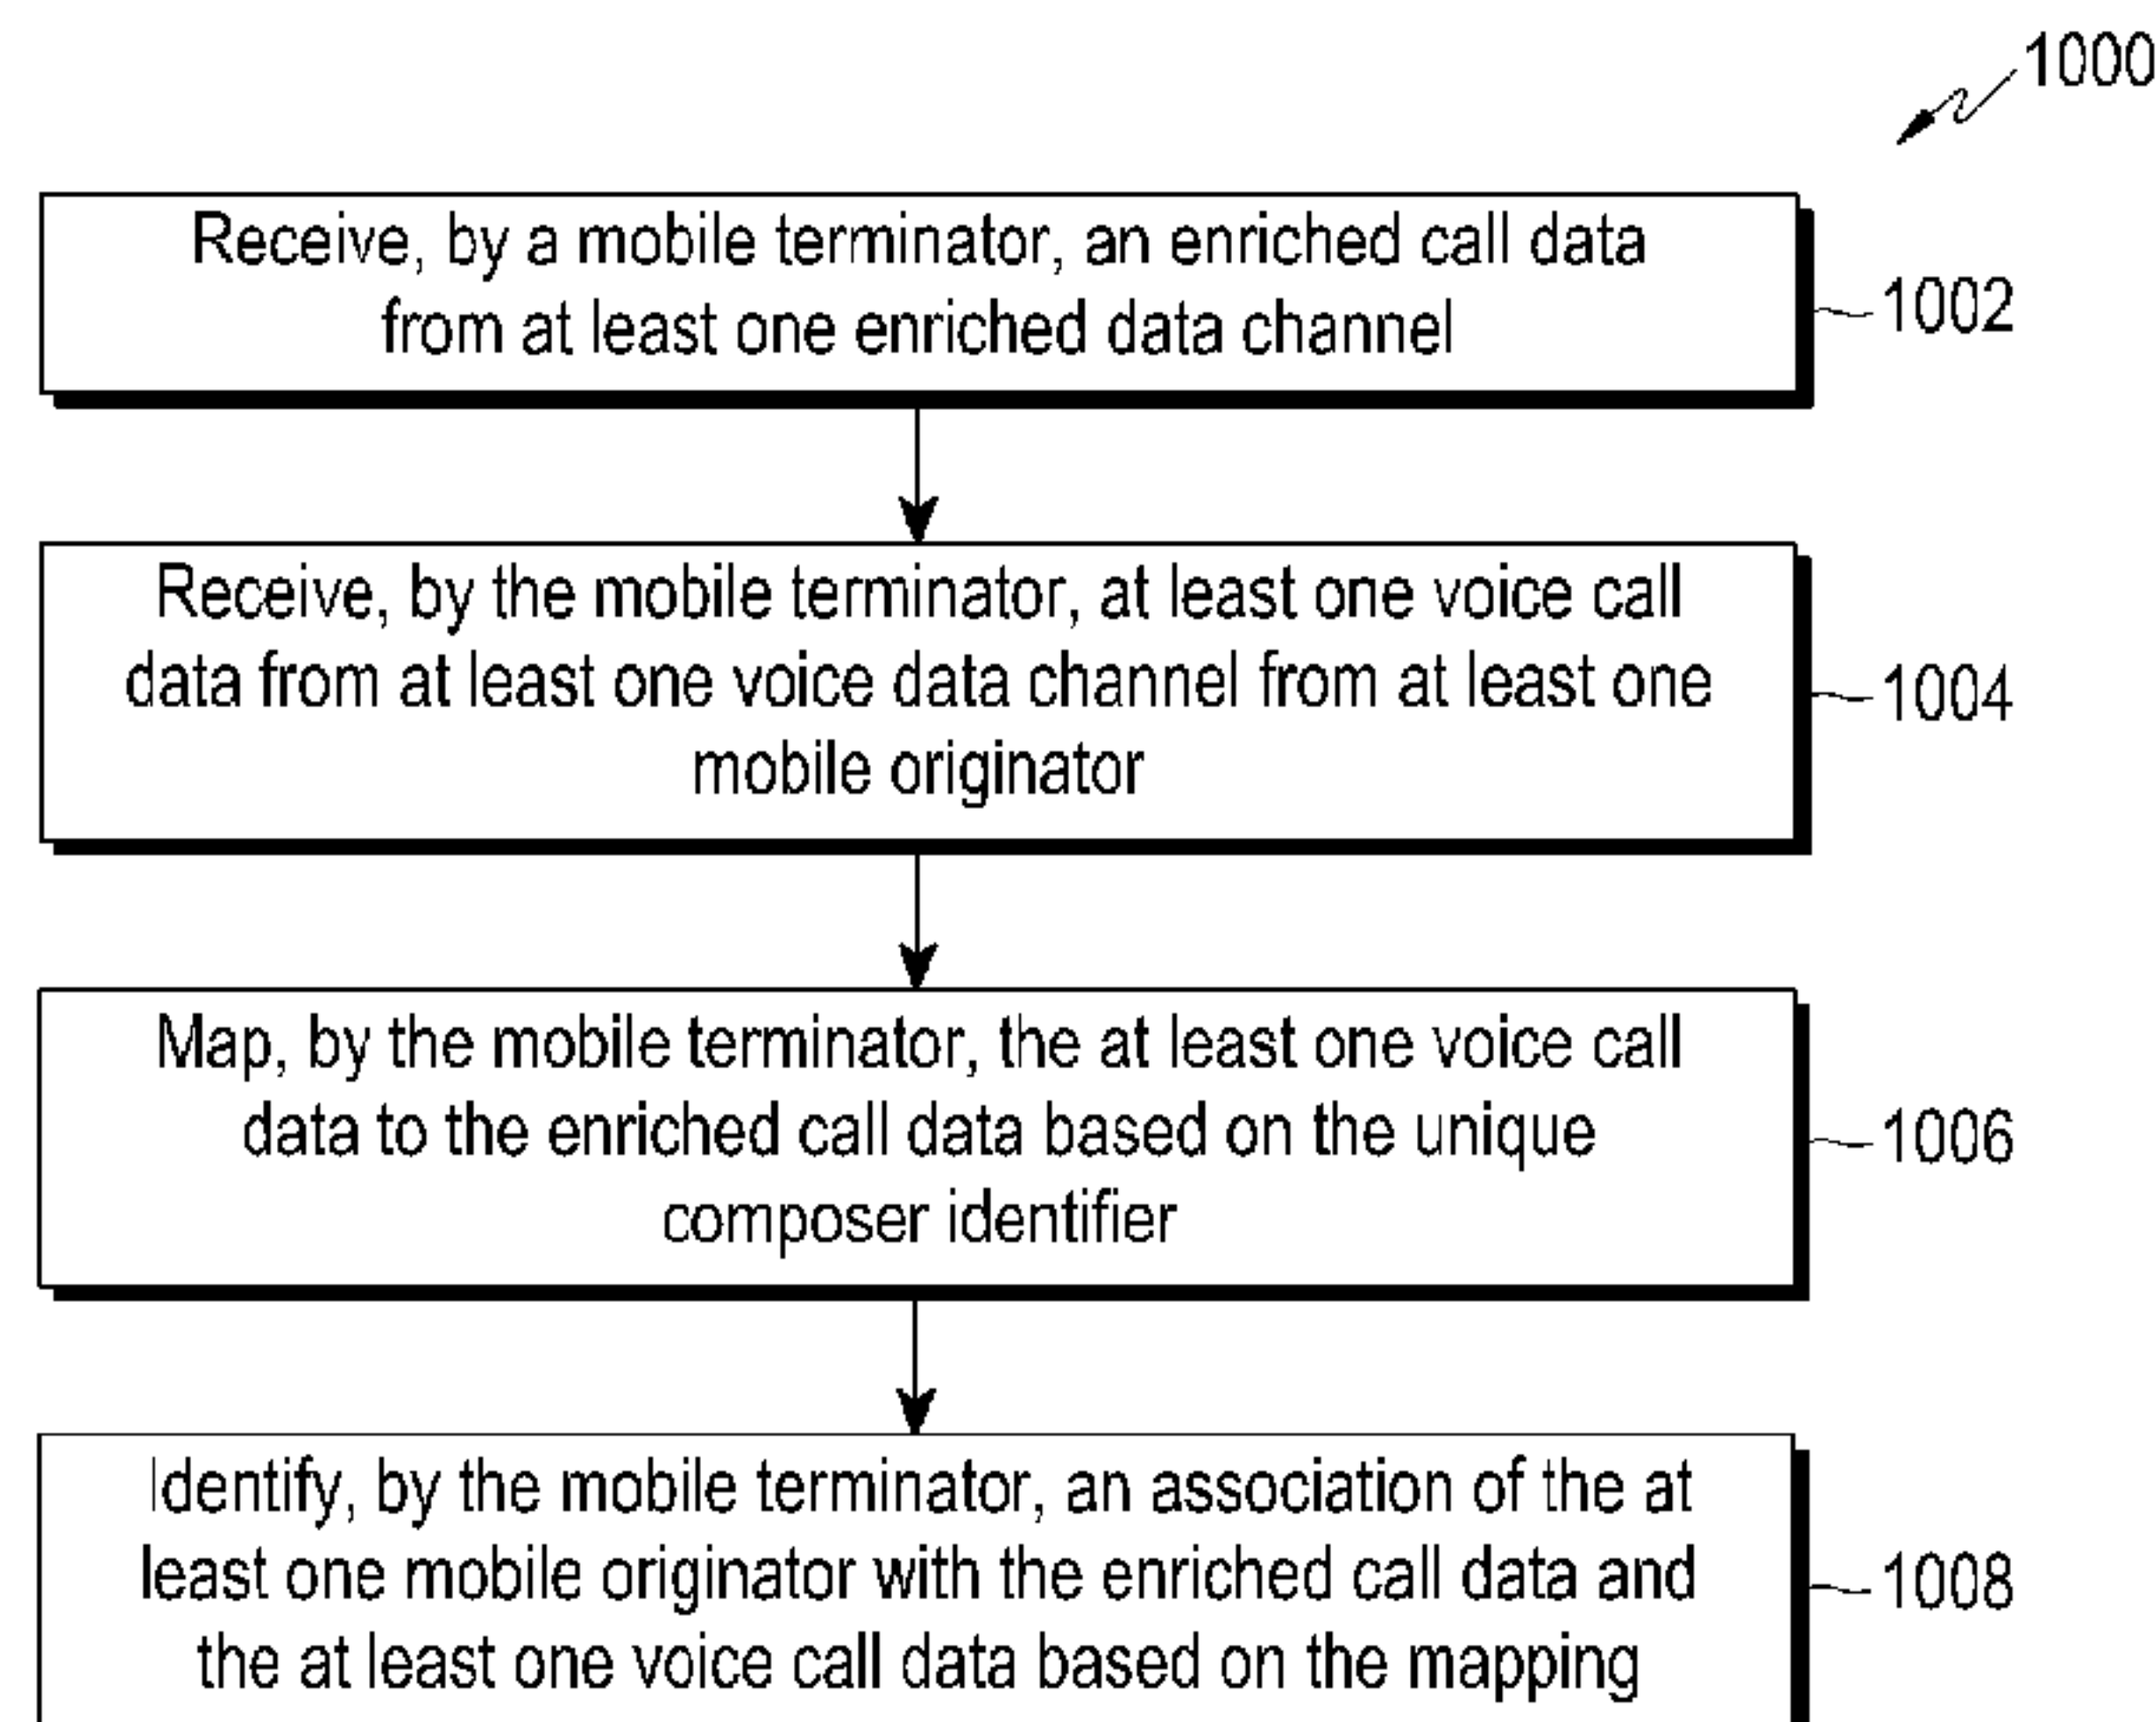 1000
Receive, by a mobile terminator, an enriched call data
from at least one enriched data channel
1002
Receive, by the mobile terminator, at least one voice call
data from at least one voice data channel from at least one
mobile originator
1004
Map, by the mobile terminator, the at least one voice call
data to the enriched call data based on the unique
composer identifier
1006
Identify, by the mobile terminator, an association of the at
least one mobile originator with the enriched call data and
the at least one voice call data based on the mapping
1008